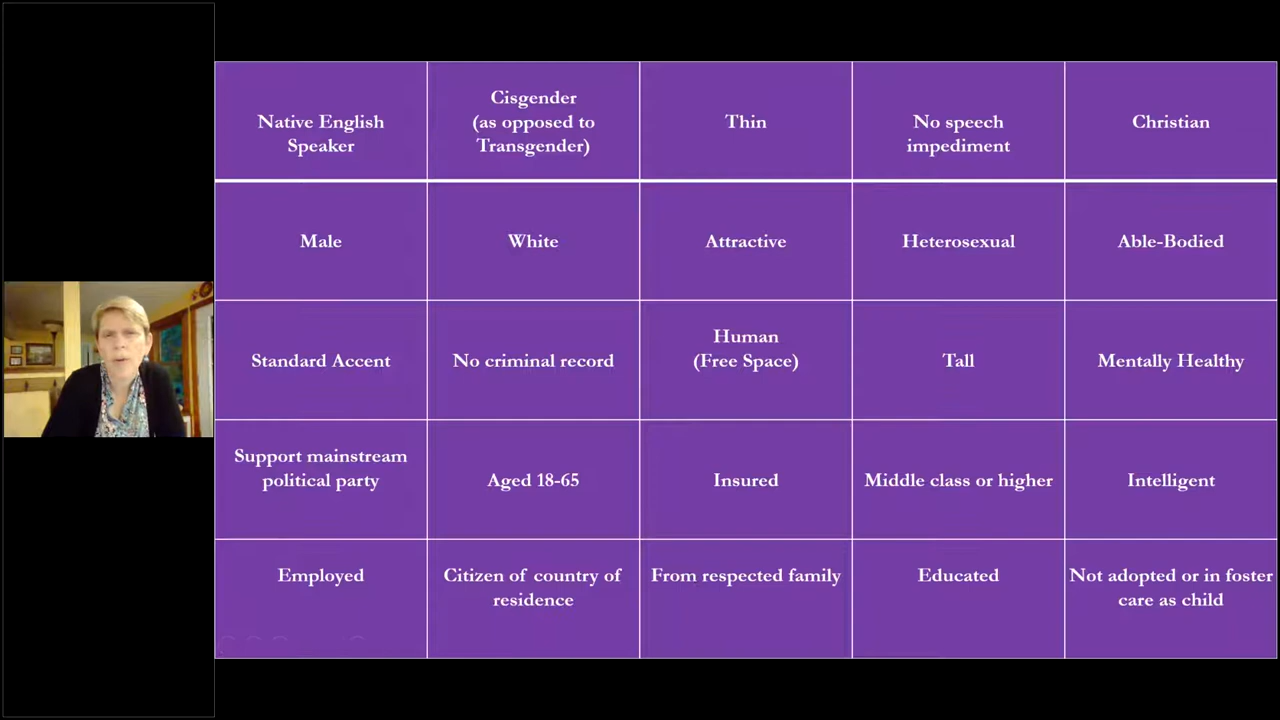 Native English
Speaker
Cisgender
(as opposed to
Transgender)
Thin
No speech
impediment
Christian
Male
White
Attractive
Heterosexual
Able-Bodied
Standard Accent
No criminal record
Human
(Free Space)
Tall
Mentally Healthy
Support mainstream
political party
Aged 18-65
Insured
Middle class or higher
Intelligent
Employed
Citizen of country of
residence
From respected family
Educated
Not adopted or in foster
care as child